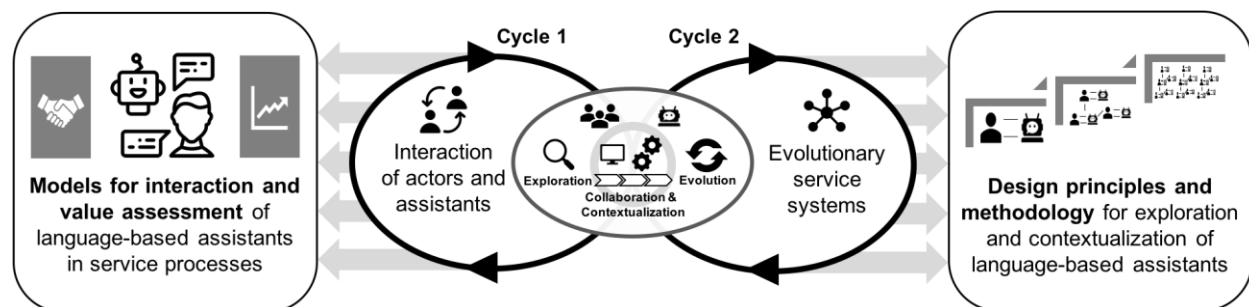 Models for interaction and
value assessment of
language-based assistants
in service processes
Cycle 1
Interaction
of actors and
assistants
Exploration
Collaboration &
Contextualization
Evolution
Cycle 2
Evolutionary
service
systems
Design principles and
methodology for exploration
and contextualization of
language-based assistants